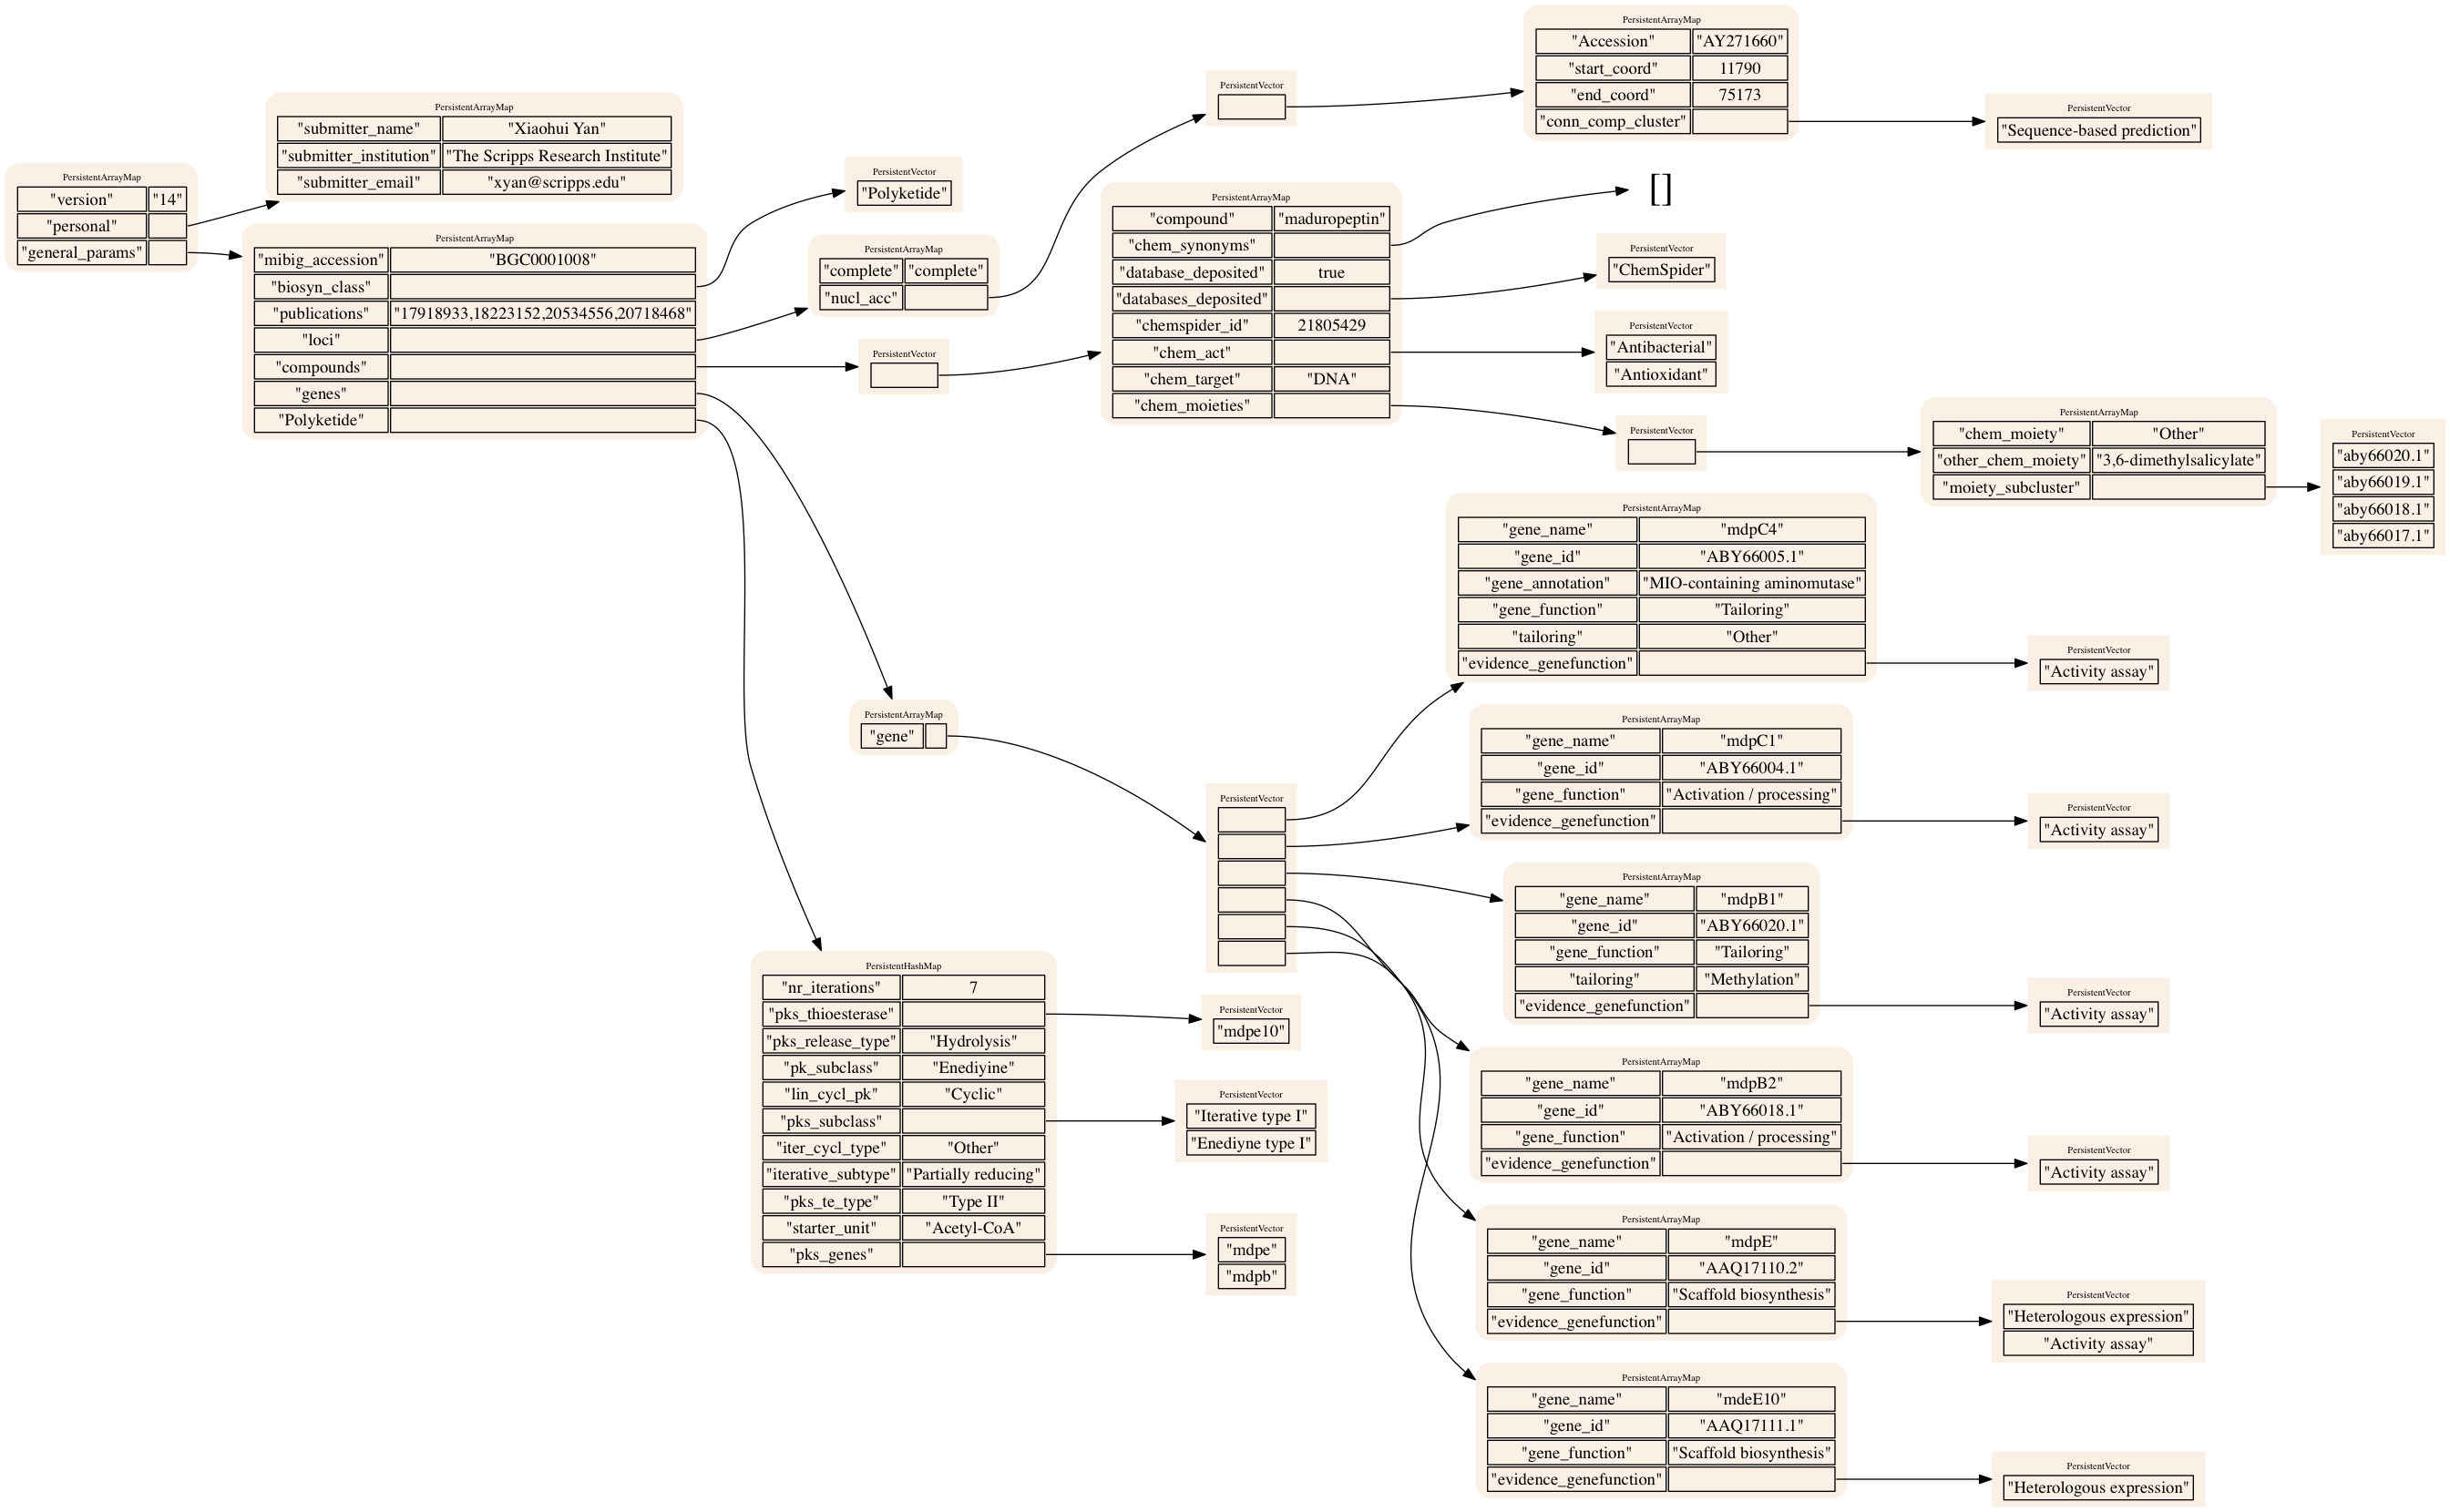 PersistentArrayMap
"version" "14"
"personal"
"general_params"
PersistentArrayMap
"submitter_name" "Xiaohui Yan"
"submitter_institution" "The Scripps Research Institute"
"submitter_email" "xyan@scripps.edu"
PersistentArrayMap
"mibig_accession" "BGC0001008"
"biosyn_class"
"publications" "17918933,18223152,20534556,20718468"
"loci"
"compounds"
"genes"
"Polyketide"
PersistentVector
"Polyketide"
PersistentArrayMap
"complete" "complete"
"nucl_acc"
PersistentVector
PersistentVector
PersistentArrayMap
"Accession" "AY271660"
"start_coord" 11790
"end_coord" 75173
"conn_comp_cluster"
PersistentVector
"Sequence-based prediction"
PersistentArrayMap
"compound" "maduropeptin"
"chem_synonyms"
"database_deposited" true
"databases_deposited"
"chemspider_id" 21805429
"chem_act"
"chem_target" "DNA"
"chem_moieties"
[]
PersistentVector
"ChemSpider"
PersistentVector
"Antibacterial"
"Antioxidant"
PersistentVector
PersistentArrayMap
"chem_moiety" "Other"
"other_chem_moiety" "3,6-dimethylsalicylate"
"moiety_subcluster"
PersistentVector
"aby66020.1"
"aby66019.1"
"aby66018.1"
"aby66017.1"
PersistentArrayMap
"gene"
PersistentVector
PersistentArrayMap
"gene_name" "mdpC4"
"gene_id" "ABY66005.1"
"gene_annotation" "MIO-containing aminomutase"
"gene_function" "Tailoring"
"tailoring" "Other"
"evidence_genefunction"
PersistentVector
"Activity assay"
PersistentArrayMap
"gene_name" "mdpC1"
"gene_id" "ABY66004.1"
"gene_function" "Activation / processing"
"evidence_genefunction"
PersistentVector
"Activity assay"
PersistentArrayMap
"gene_name" "mdpB1"
"gene_id" "ABY66020.1"
"gene_function" "Tailoring"
"tailoring" "Methylation"
"evidence_genefunction"
PersistentVector
"Activity assay"
PersistentArrayMap
"gene_name" "mdpB2"
"gene_id" "ABY66018.1"
"gene_function" "Activation / processing"
"evidence_genefunction"
PersistentVector
"Activity assay"
PersistentArrayMap
"gene_name" "mdpE"
"gene_id" "AAQ17110.2"
"gene_function" "Scaffold biosynthesis"
"evidence_genefunction"
PersistentVector
"Heterologous expression"
"Activity assay"
PersistentArrayMap
"gene_name" "mdeE10"
"gene_id" "AAQ17111.1"
"gene_function" "Scaffold biosynthesis"
"evidence_genefunction"
PersistentVector
"Heterologous expression"
PersistentHashMap
"nr_iterations" 7
"pks_thioesterase"
"pks_release_type" "Hydrolysis"
"pk_subclass" "Enediyine"
"lin_cycl_pk" "Cyclic"
"pks_subclass"
"iter_cycl_type" "Other"
"iterative_subtype" "Partially reducing"
"pks_te_type" "Type II"
"starter_unit" "Acetyl-CoA"
"pks_genes"
PersistentVector
"mdpe10"
PersistentVector
"Iterative type I"
"Enediyne type I"
PersistentVector
"mdpe"
"mdpb"